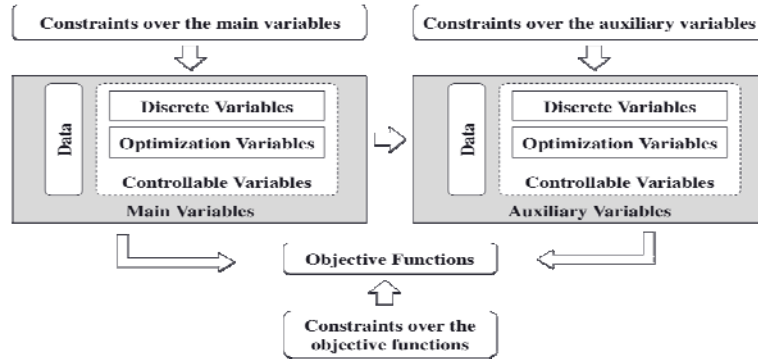 Constraints over the main variables
Constraints over the auxiliary variables
Data
Discrete Variables
Optimization Variables
Controllable Variables
Main Variables
Data
Discrete Variables
Optimization Variables
Controllable Variables
Auxiliary Variables
Objective Functions
Constraints over the
objective functions